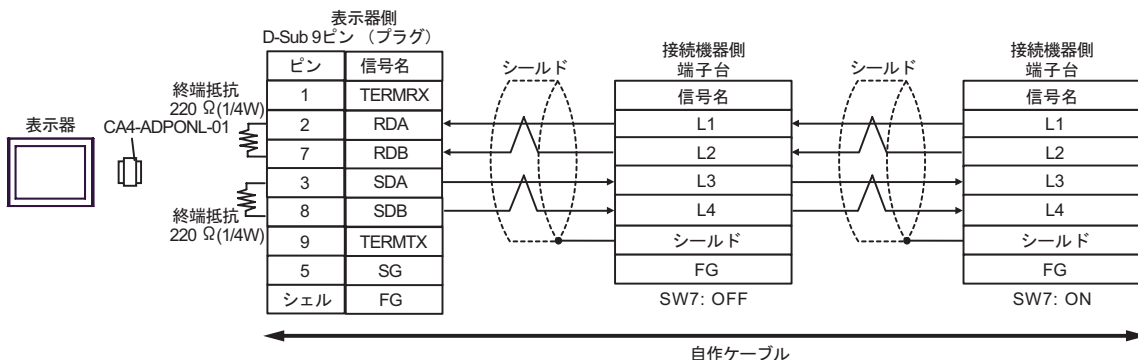 表示器側
D-Sub 9ピン （プラグ）
ピン 信号名
1 TERMRX
2 RDA
7 RDB
3 SDA
8 SDB
9 TERMTX
5 SG
シェル FG
終端抵抗
220 Ω(1/4W)
CA4-ADPONL-01
表示器
終端抵抗
220 Ω(1/4W)
シールド
接続機器側
端子台
信号名
L1
L2
L3
L4
シールド
FG
SW7: OFF
シールド
接続機器側
端子台
信号名
L1
L2
L3
L4
シールド
FG
SW7: ON
自作ケーブル